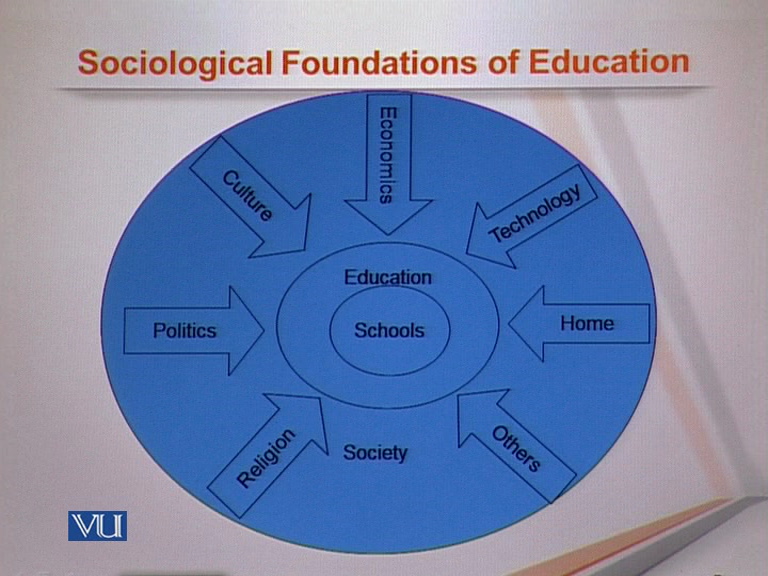 Sociological Foundations of Education
Economics
Culture
Technology
Education
Politics
Schools
Home
Religion
Society
Others
VU